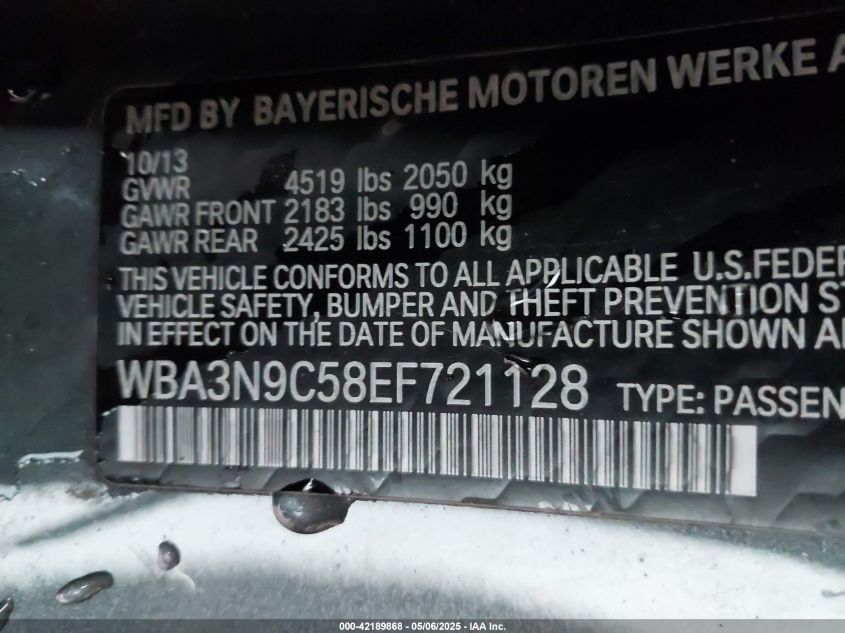 MFD BY BAYERISCHE MOTOREN WERKE A
10/13
GVWR 4519 lbs 2050 kg
GAWR FRONT 2183 lbs 990 kg
GAWR REAR 2425 lbs 1100 kg
THIS VEHICLE CONFORMS TO ALL APPLICABLE U.S.FEDER
VEHICLE SAFETY, BUMPER AND THEFT PREVENTION ST
IN EFFECT ON THE DATE OF MANUFACTURE SHOWN A
WBA3N9C58EF721128 TYPE: PASSEN
000-42189868 - 05/06/2025 - IAA Inc.